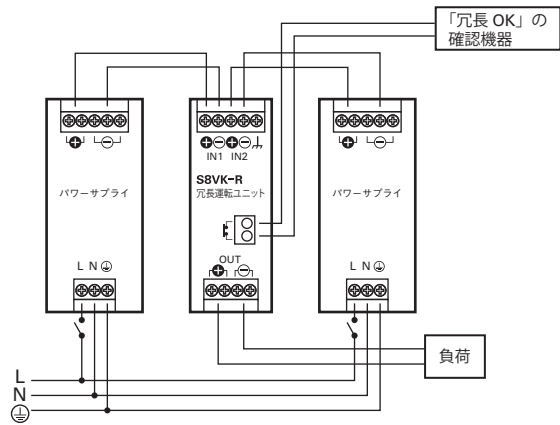 「冗長 OK」の
確認機器
IN1 IN2
S8VK-R
冗長運転ユニット
パワーサプライ
パワーサプライ
OUT
L N
L N
負荷
L
N